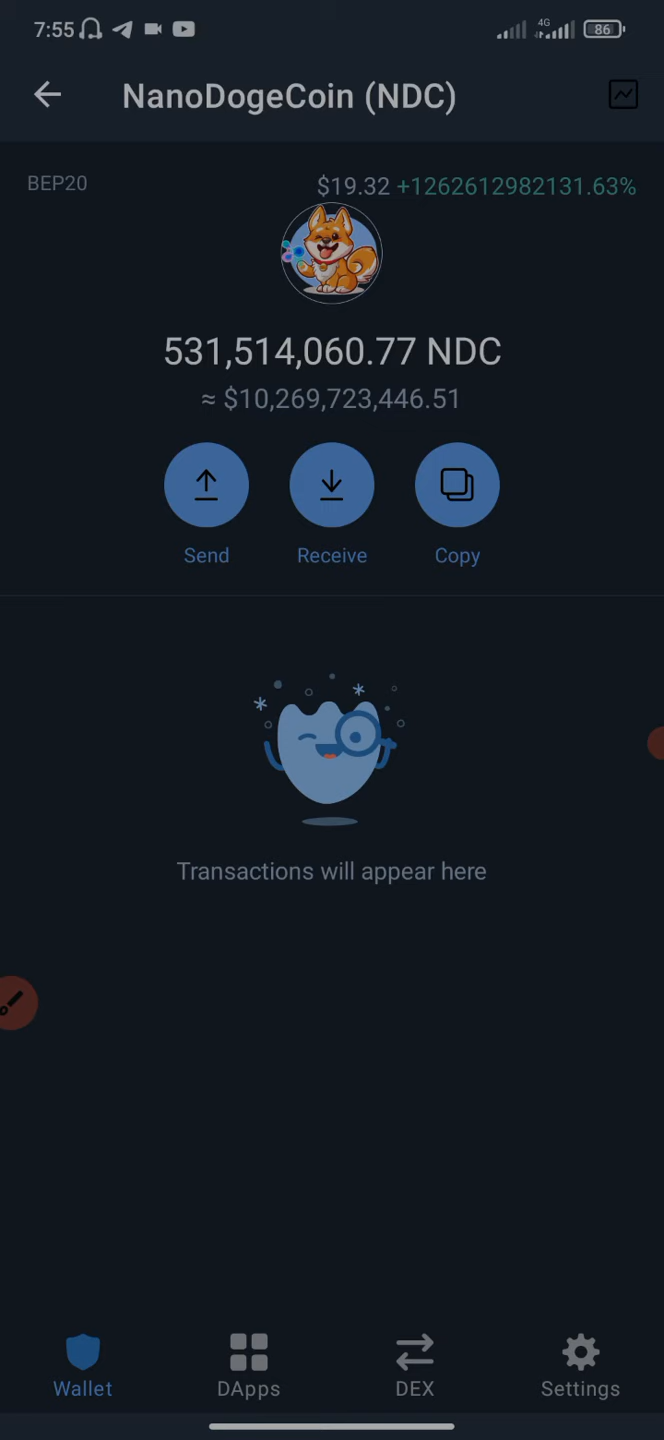 7:55 4G 86
NanoDogeCoin (NDC)
BEP20 $19.32 +1262612982131.63%
531,514,060.77 NDC
≈ $10,269,723,446.51
Send Receive Copy
Transactions will appear here
Wallet DApps DEX Settings